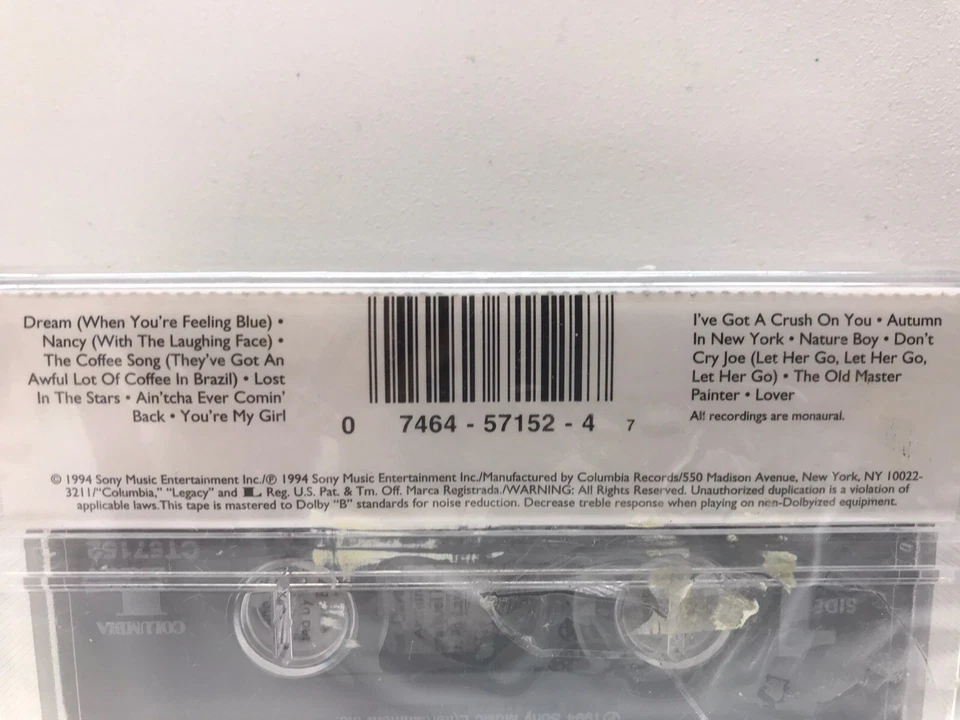 Dream (When You're Feeling Blue) •
Nancy (With The Laughing Face) •
The Coffee Song (They've Got An
Awful Lot Of Coffee In Brazil) • Lost
In The Stars • Ain'tcha Ever Comin'
Back • You're My Girl
0 7464 - 57152 - 4 7
I've Got A Crush On You • Autumn
In New York • Nature Boy • Don't
Cry Joe (Let Her Go, Let Her Go,
Let Her Go) • The Old Master
Painter • Lover
All recordings are monaural.
© 1994 Sony Music Entertainment Inc./℗ 1994 Sony Music Entertainment Inc./Manufactured by Columbia Records/550 Madison Avenue, New York, NY 10022-
3211/"Columbia," "Legacy" and L Reg. U.S. Pat. & Tm. Off. Marca Registrada./WARNING: All Rights Reserved. Unauthorized duplication is a violation of
applicable laws. This tape is mastered to Dolby "B" standards for noise reduction. Decrease treble response when playing on non-Dolbyized equipment.
CT57152
COLUMBIA